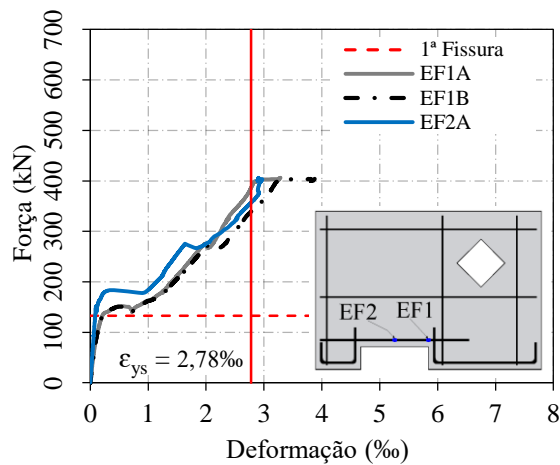 700
600
500
400
300
200
100
0
Força (kN)
1ª Fissura
EF1A
EF1B
EF2A
EF2
EF1
εys = 2,78‰
0 1 2 3 4 5 6 7 8
Deformação (‰)